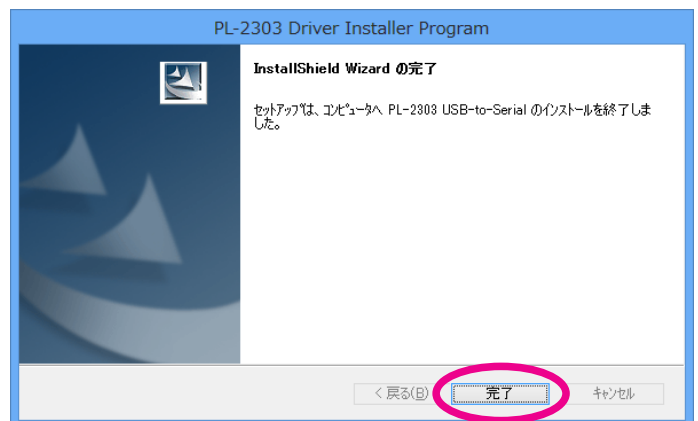 PL-2303 Driver Installer Program
InstallShield Wizard の完了
セットアップは、コンピュータへ PL-2303 USB-to-Serial のインストールを終了しま
した。
< 戻る(B) 完了 キャンセル